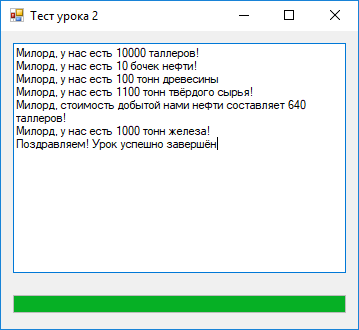 Тест урока 2
Милорд, у нас есть 10000 таллеров!
Милорд, у нас есть 10 бочек нефти!
Милорд, у нас есть 100 тонн древесины
Милорд, у нас есть 1100 тонн твёрдого сырья!
Милорд, стоимость добытой нами нефти составляет 640
таллеров!
Милорд, у нас есть 1000 тонн железа!
Поздравляем! Урок успешно завершён